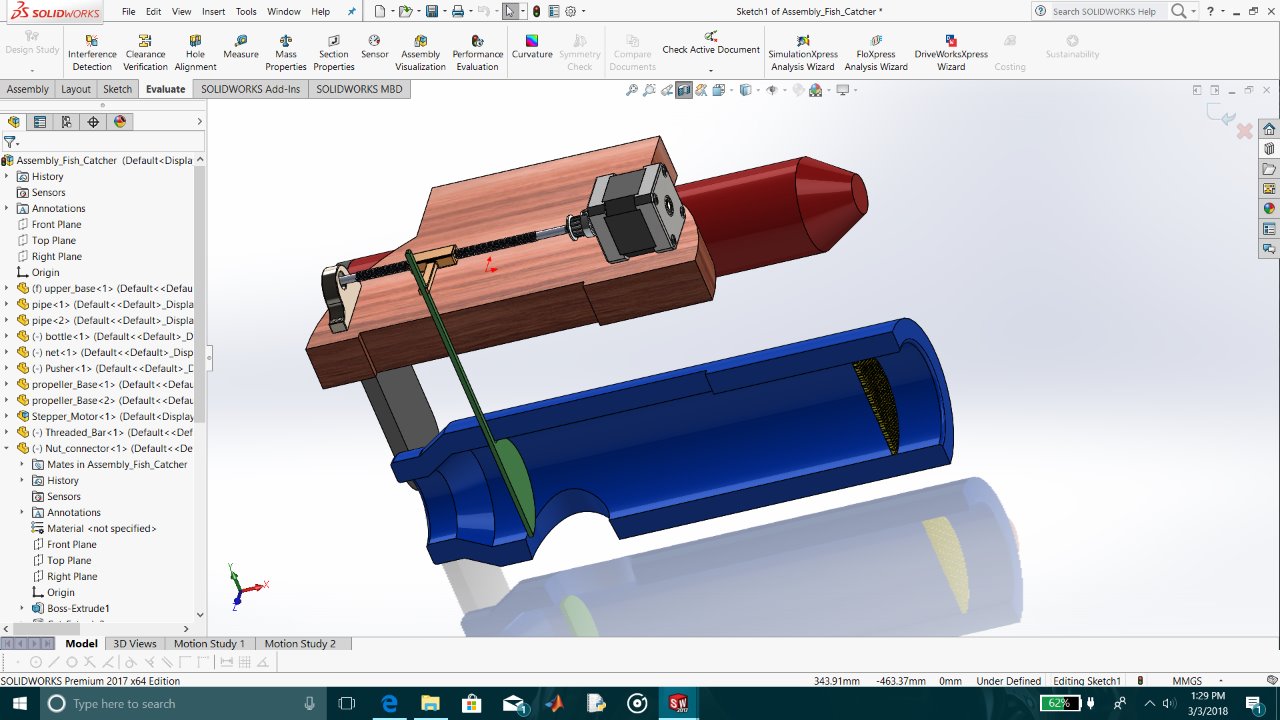 SOLIDWORKS File Edit View Insert Tools Window Help Sketch1 of Assembly_Fish_Catcher * Search SOLIDWORKS Help ?
Design Study
Interference Detection
Clearance Verification
Hole Alignment
Measure
Mass Properties
Section Properties
Sensor
Assembly Visualization
Performance Evaluation
Curvature
Symmetry Check
Compare Documents
Check Active Document
SimulationXpress Analysis Wizard
FloXpress Analysis Wizard
DriveWorksXpress Wizard
Costing
Sustainability
Assembly Layout Sketch Evaluate SOLIDWORKS Add-Ins SOLIDWORKS MBD
Assembly_Fish_Catcher (Default<Displa
History
Sensors
Annotations
Front Plane
Top Plane
Right Plane
Origin
(f) upper_base<1> (Default<<Defau
pipe<1> (Default<<Default>_Displa
pipe<2> (Default<<Default>_Displa
(-) bottle<1> (Default<<Default>_D
(-) net<1> (Default<<Default>_Disp
(-) Pusher<1> (Default<<Default>_D
propeller_Base<1> (Default<<Defau
propeller_Base<2> (Default<<Defau
Stepper_Motor<1> (Default<Display
(-) Threaded_Bar<1> (Default<<Def
(-) Nut_connector<1> (Default<<De
Mates in Assembly_Fish_Catcher
History
Sensors
Annotations
Material <not specified>
Front Plane
Top Plane
Right Plane
Origin
Boss-Extrude1
Y X Z
Model 3D Views Motion Study 1 Motion Study 2
SOLIDWORKS Premium 2017 x64 Edition 343.91mm -463.37mm 0mm Under Defined Editing Sketch1 MMGS
Type here to search 62% 1:29 PM
3/3/2018